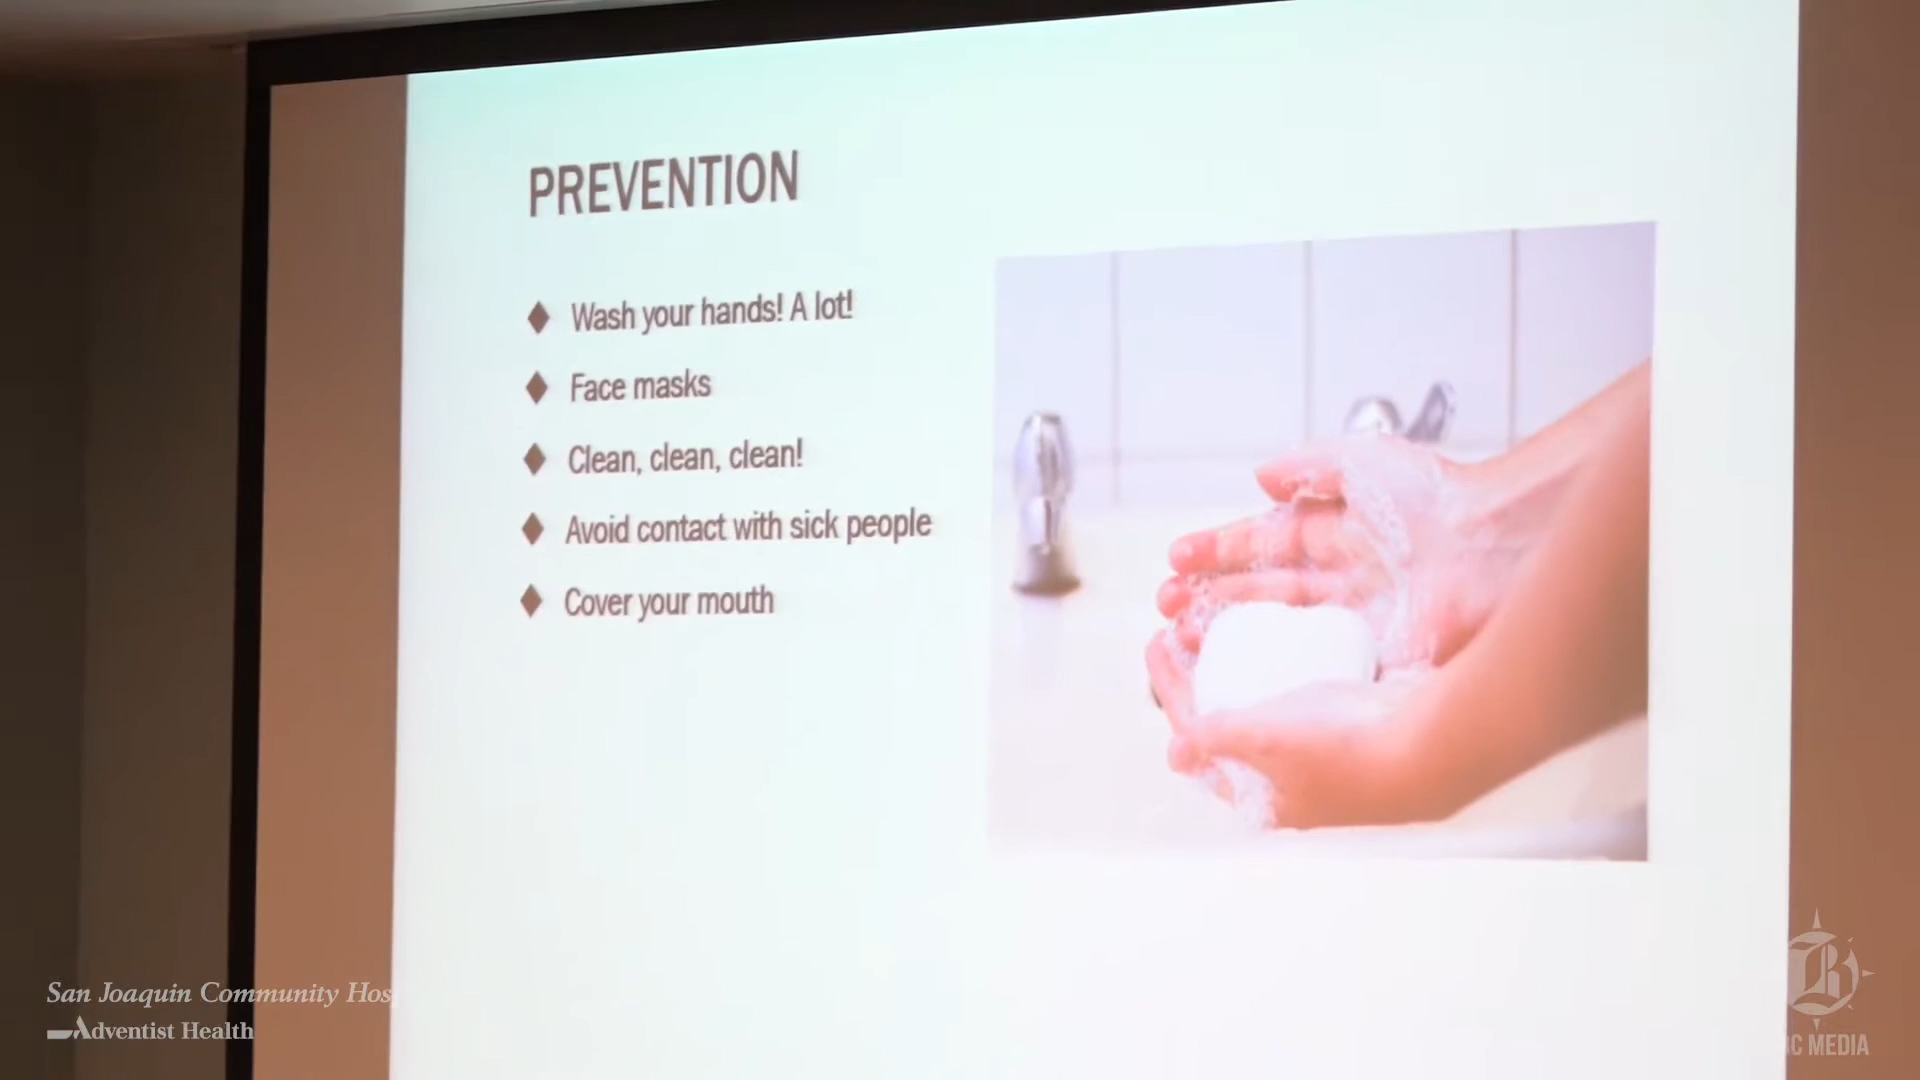 PREVENTION
Wash your hands! A lot!
Face masks
Clean, clean, clean!
Avoid contact with sick people
Cover your mouth
San Joaquin Community Hos
Adventist Health
MEDIA